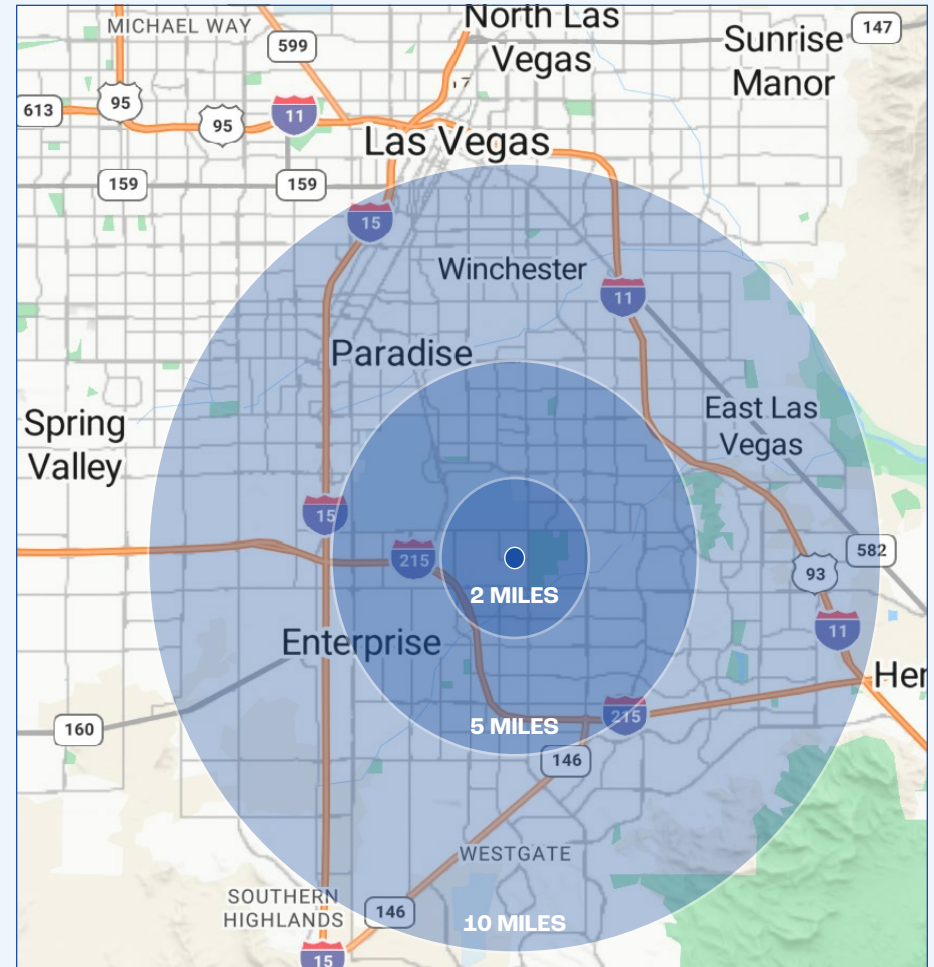 North Las
Vegas
MICHAEL WAY
147
599
Sunrise
Manor
95
613
11
95
Las Vegas
159
159
15
Winchester
11
Paradise
East Las
Vegas
Spring
Valley
15
582
215
93
2 MILES
11
Enterprise
Her
215
5 MILES
160
146
WESTGATE
SOUTHERN
HIGHLANDS
146
10 MILES
15